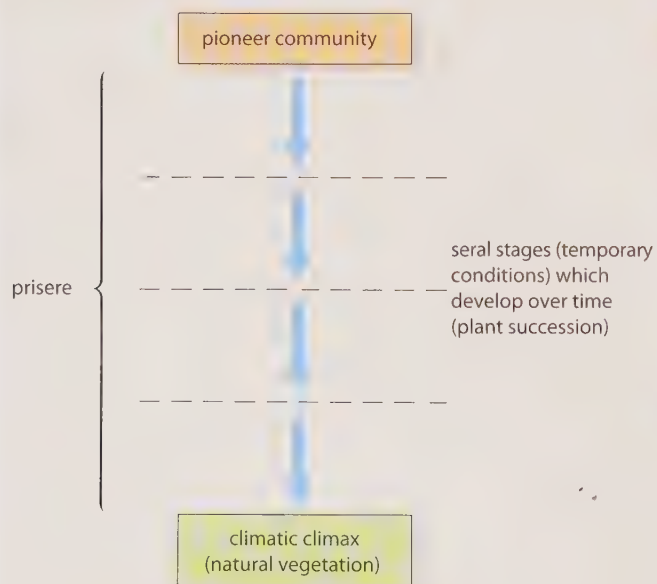 pioneer community
prisere
seral stages (temporary
conditions) which
develop over time
(plant succession)
climatic climax
(natural vegetation)